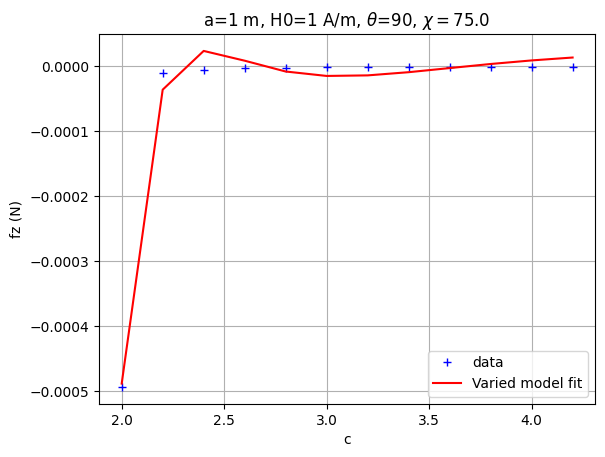 a=1 m, H0=1 A/m, θ=90, χ = 75.0
0.0000
−0.0001
−0.0002
−0.0003
−0.0004
−0.0005
fz (N)
data
Varied model fit
2.0 2.5 3.0 3.5 4.0
c